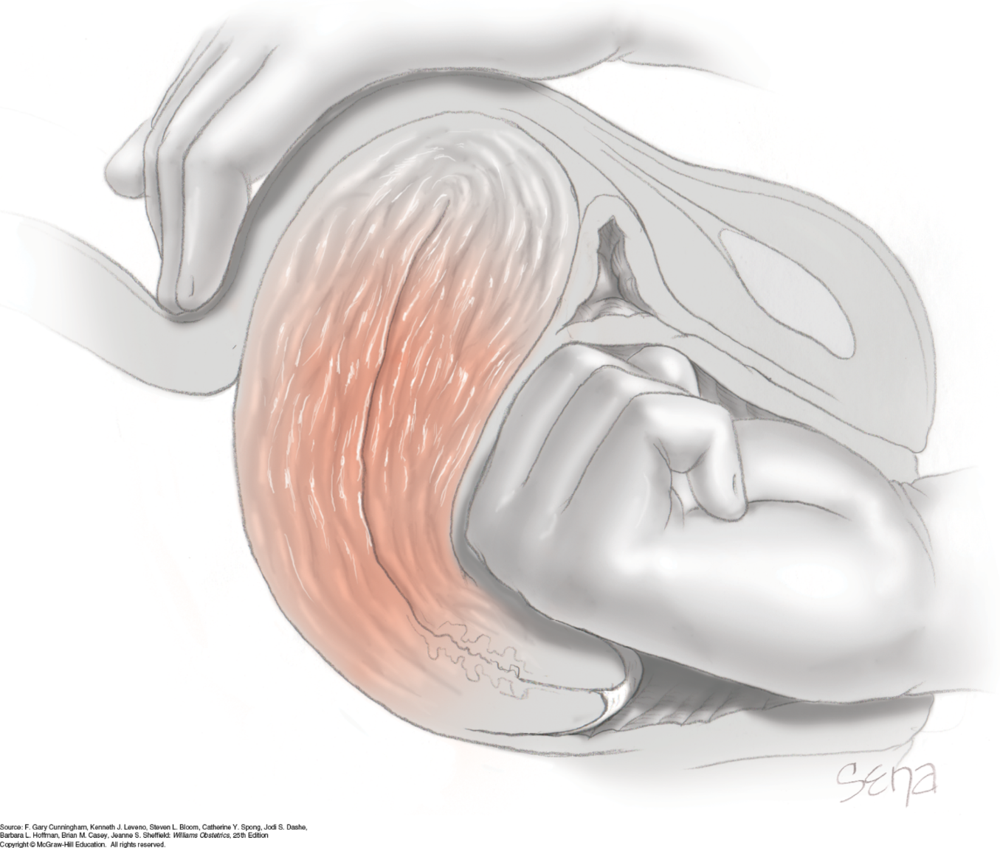 Sena
Source: F. Gary Cunningham, Kenneth J. Leveno, Steven L. Bloom, Catherine Y. Spong, Jodi S. Dashe,
Barbara L. Hoffman, Brian M. Casey, Jeanne S. Sheffield: Williams Obstetrics, 25th Edition
Copyright © McGraw-Hill Education. All rights reserved.